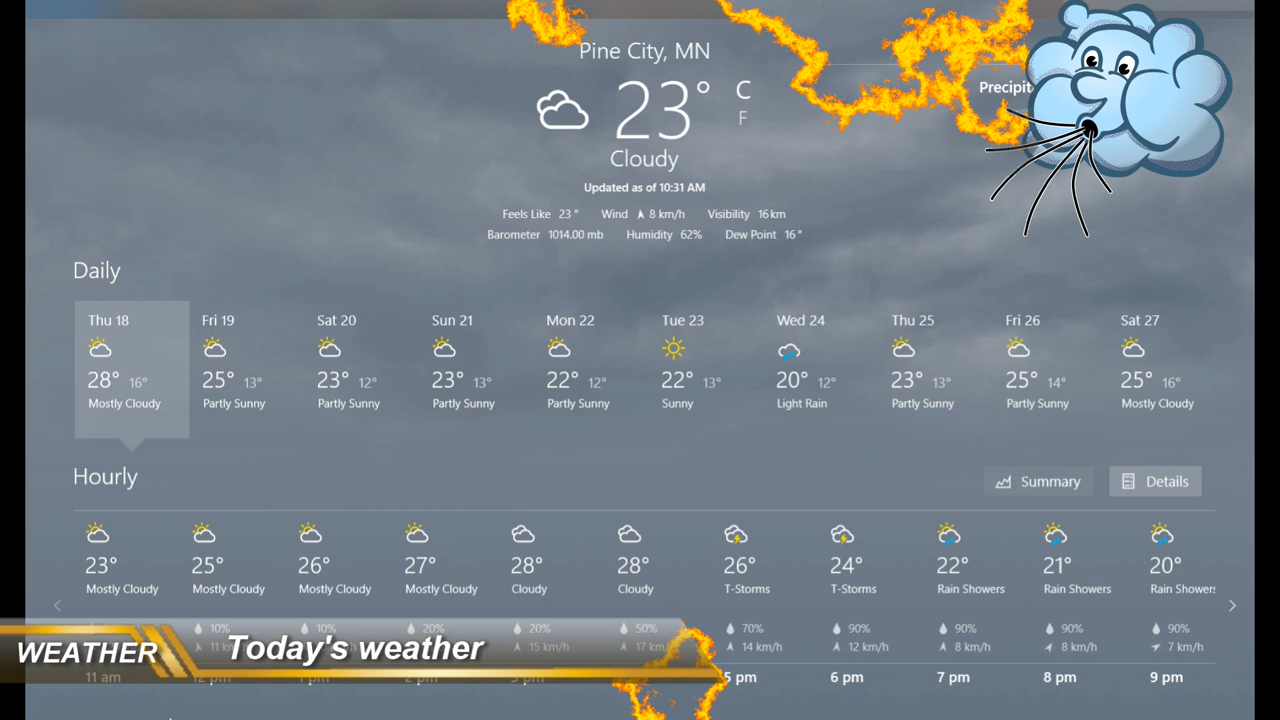 Pine City, MN
Precipit
23° C
F
Cloudy
Updated as of 10:31 AM
Feels Like 23° Wind 8 km/h Visibility 16 km
Barometer 1014.00 mb Humidity 62% Dew Point 16°
Daily
Thu 18 Fri 19 Sat 20 Sun 21 Mon 22 Tue 23 Wed 24 Thu 25 Fri 26 Sat 27
28° 16° 25° 13° 23° 12° 23° 13° 22° 12° 22° 13° 20° 12° 23° 13° 25° 14° 25° 16°
Mostly Cloudy Partly Sunny Partly Sunny Partly Sunny Partly Sunny Sunny Light Rain Partly Sunny Partly Sunny Mostly Cloudy
Hourly
Summary Details
23° 25° 26° 27° 28° 28° 26° 24° 22° 21° 20°
Mostly Cloudy Mostly Cloudy Mostly Cloudy Mostly Cloudy Cloudy Cloudy T-Storms T-Storms Rain Showers Rain Showers Rain Showers
10% 10% 20% 20% 50% 70% 90% 90% 90% 90%
15 km/h 17 km/h 14 km/h 12 km/h 8 km/h 8 km/h 7 km/h
WEATHER Today's weather
11 am 5 pm 6 pm 7 pm 8 pm 9 pm